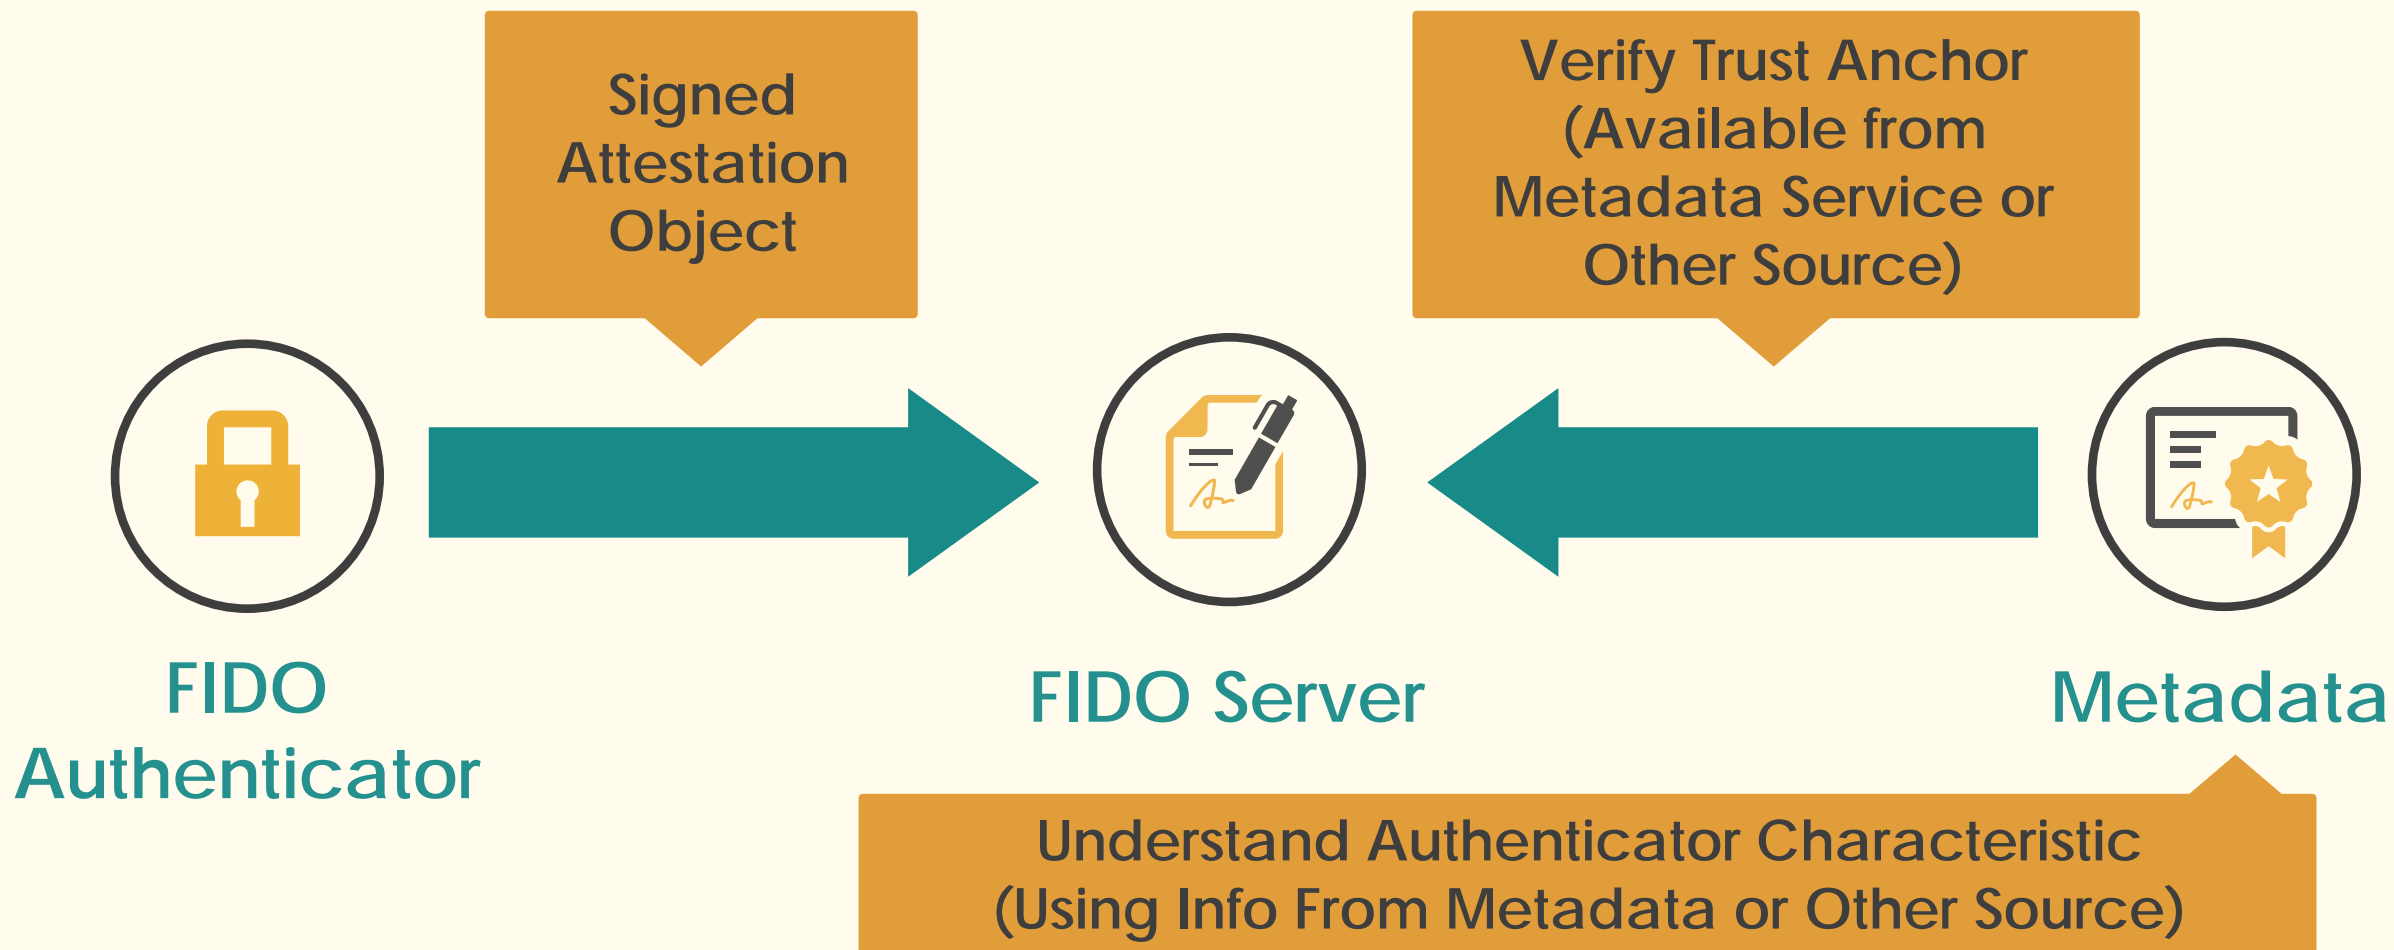 Signed
Attestation
Object
Verify Trust Anchor
(Available from
Metadata Service or
Other Source)
FIDO
Authenticator
FIDO Server
Metadata
Understand Authenticator Characteristic
(Using Info From Metadata or Other Source)